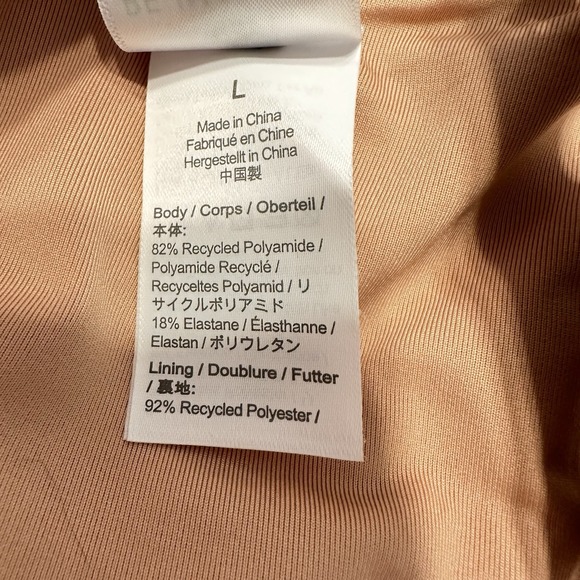 L
Made in China
Fabriqué en Chine
Hergestellt in China
中国製
Body / Corps / Oberteil /
本体:
82% Recycled Polyamide /
Polyamide Recyclé /
Recyceltes Polyamid / リ
サイクルポリアミド
18% Elastane / Élasthanne /
Elastan / ポリウレタン
Lining / Doublure / Futter
/ 裏地:
92% Recycled Polyester /